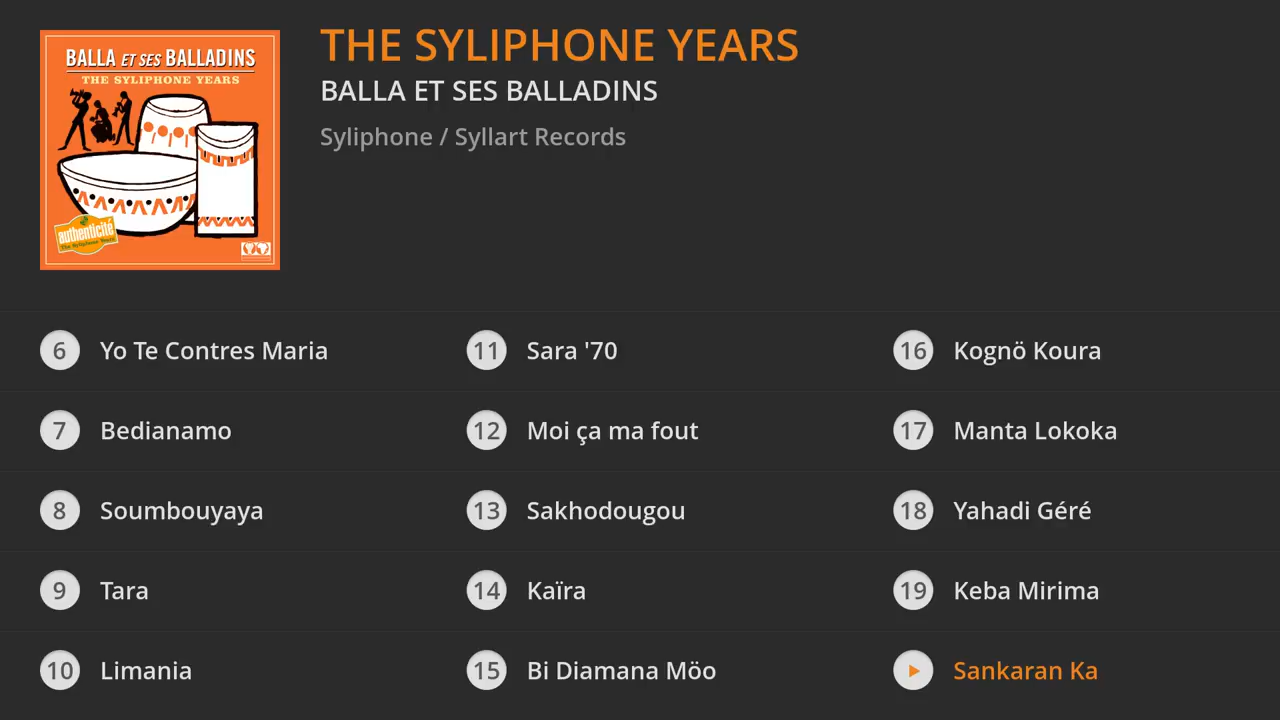 BALLA ET SES BALLADINS
THE SYLIPHONE YEARS
authenticité
The Syliphone Years
THE SYLIPHONE YEARS
BALLA ET SES BALLADINS
Syliphone / Syllart Records
6 Yo Te Contres Maria
7 Bedianamo
8 Soumbouyaya
9 Tara
10 Limania
11 Sara '70
12 Moi ça ma fout
13 Sakhodougou
14 Kaïra
15 Bi Diamana Möo
16 Kognö Koura
17 Manta Lokoka
18 Yahadi Géré
19 Keba Mirima
Sankaran Ka